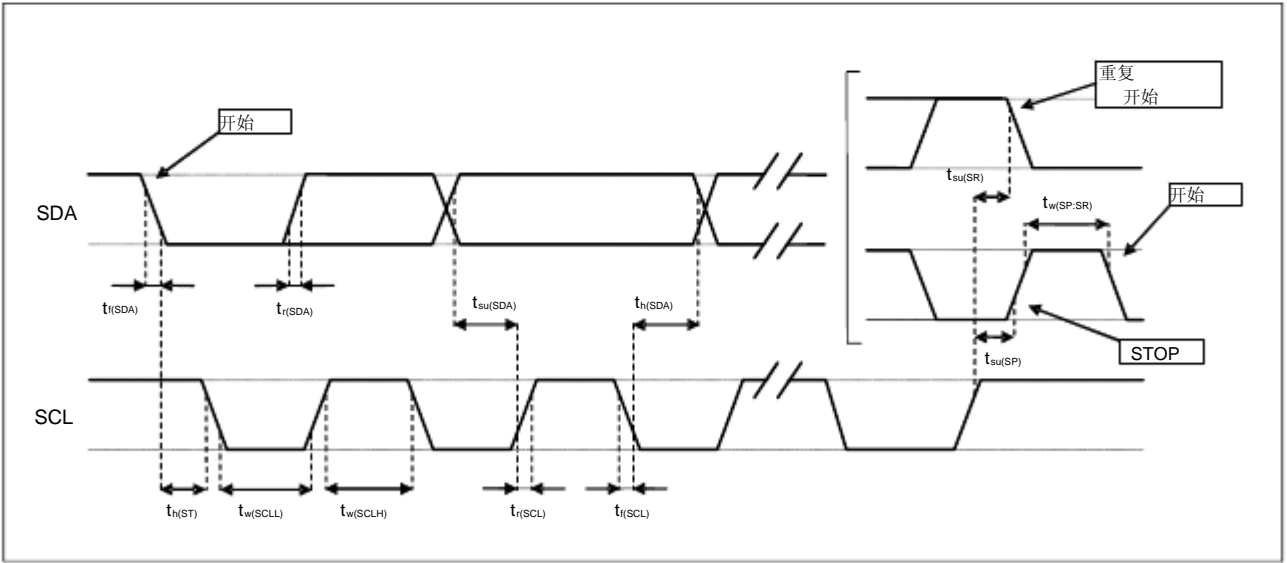 重复
开始
开始
tsu(SR)
开始
tw(SP:SR)
SDA
tf(SDA)
tr(SDA)
tsu(SDA)
th(SDA)
STOP
tsu(SP)
SCL
th(ST)
tw(SCLL)
tw(SCLH)
tr(SCL)
tf(SCL)